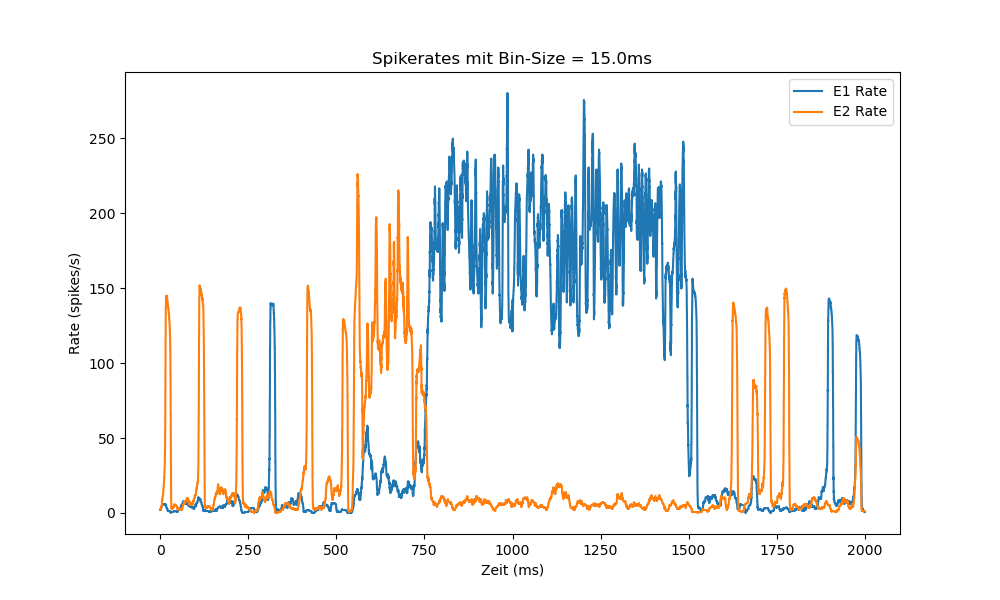 Spikerates mit Bin-Size = 15.0ms
E1 Rate
E2 Rate
Rate (spikes/s)
250
200
150
100
50
0
0 250 500 750 1000 1250 1500 1750 2000
Zeit (ms)